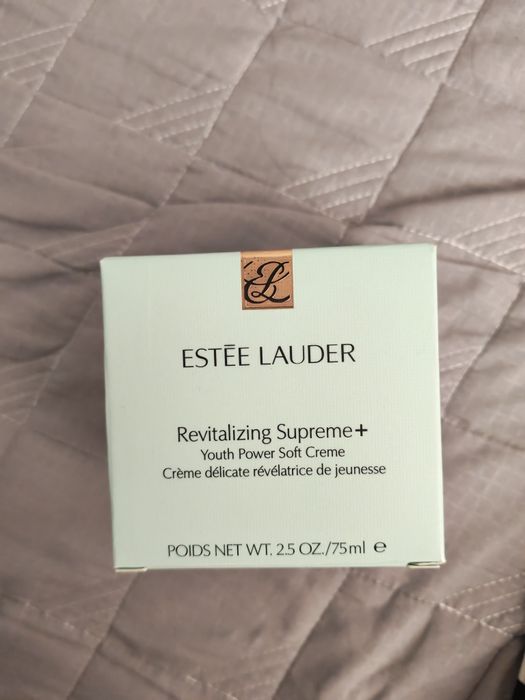 EL
ESTĒE LAUDER
Revitalizing Supreme+
Youth Power Soft Creme
Crème délicate révélatrice de jeunesse
POIDS NET WT. 2.5 OZ./75ml ℮